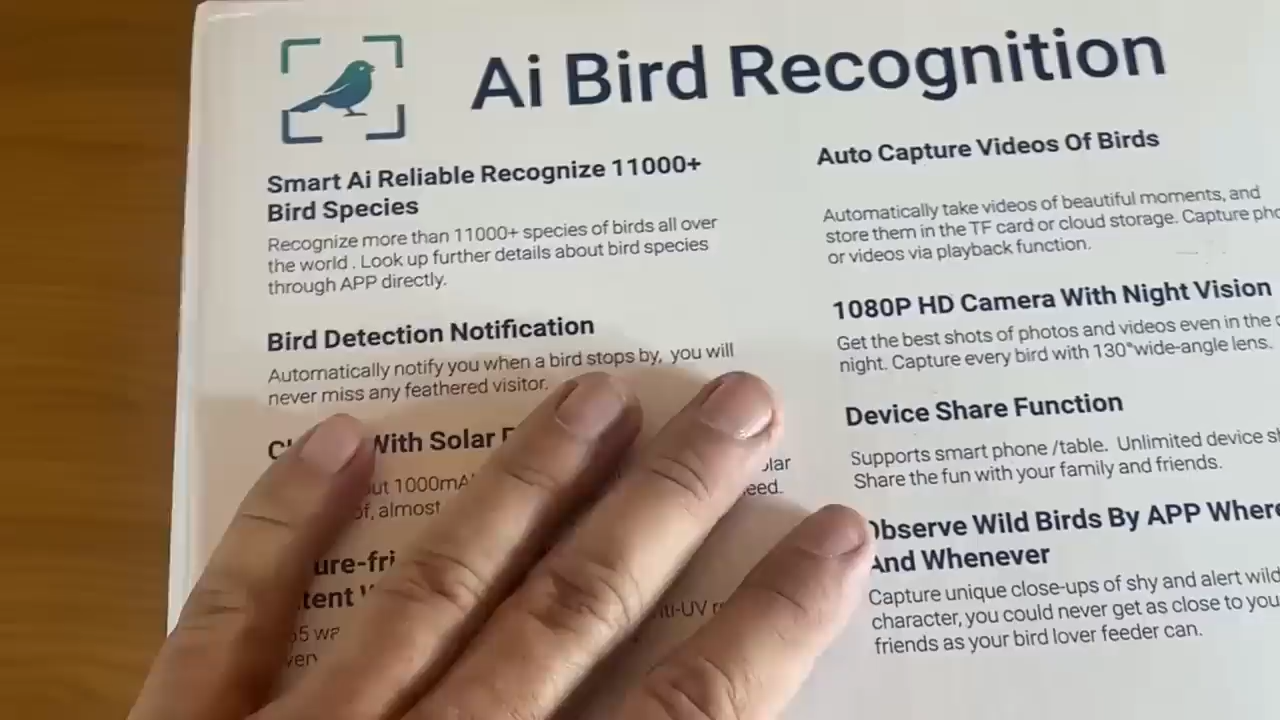 Ai Bird Recognition
Smart Ai Reliable Recognize 11000+
Bird Species
Recognize more than 11000+ species of birds all over
the world . Look up further details about bird species
through APP directly.
Bird Detection Notification
Automatically notify you when a bird stops by, you will
never miss any feathered visitor.
With Solar
1000mA
almost
Auto Capture Videos Of Birds
Automatically take videos of beautiful moments, and
store them in the TF card or cloud storage. Capture
or videos via playback function.
1080P HD Camera With Night Vision
Get the best shots of photos and videos even in the
night. Capture every bird with 130°wide-angle lens.
Device Share Function
Supports smart phone /table. Unlimited device
Share the fun with your family and friends.
Observe Wild Birds By APP
And Whenever
Capture unique close-ups of shy and alert wild
character, you could never get as close to
friends as your bird lover feeder can.